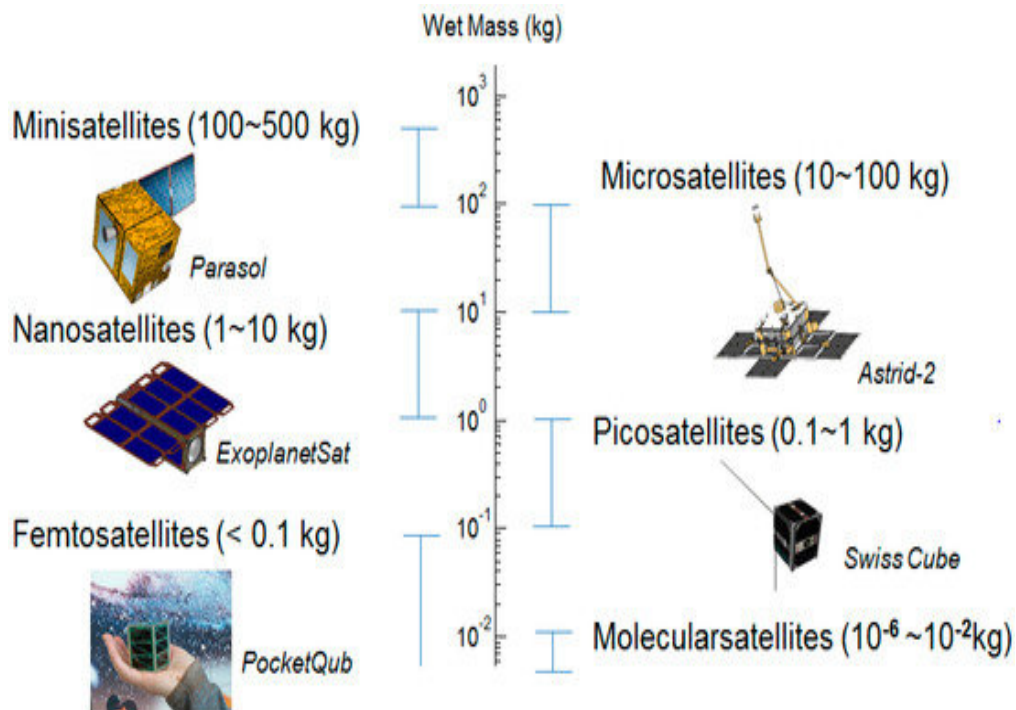 Wet Mass (kg)
10³
Minisatellites (100~500 kg)
Microsatellites (10~100 kg)
10²
Parasol
10¹
Nanosatellites (1~10 kg)
Astrid-2
10⁰
Picosatellites (0.1~1 kg)
ExoplanetSat
10⁻¹
Femtosatellites (< 0.1 kg)
Swiss Cube
10⁻²
Molecularsatellites (10⁻⁶ ~10⁻²kg)
PocketQub